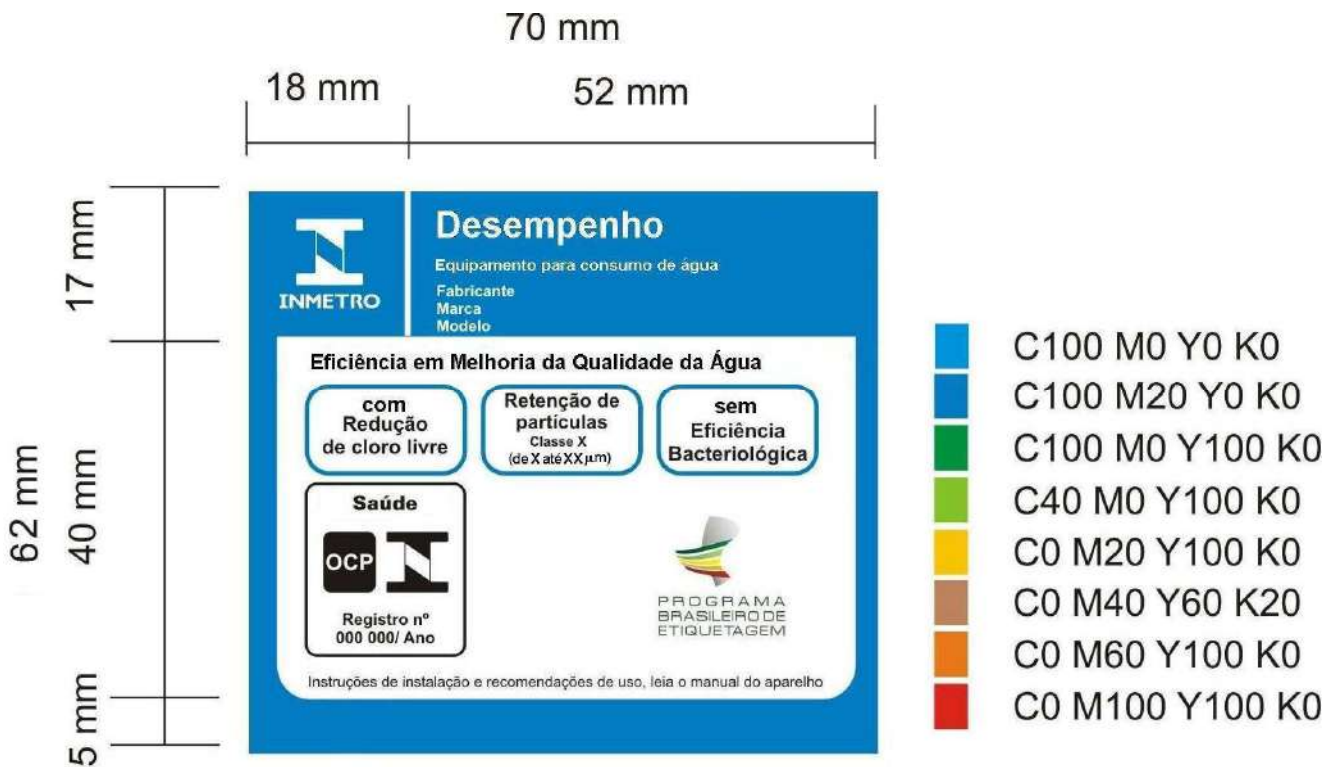 70 mm
18 mm
52 mm
17 mm
62 mm
40 mm
5 mm
INMETRO
Desempenho
Equipamento para consumo de água
Fabricante
Marca
Modelo
Eficiência em Melhoria da Qualidade da Água
com
Redução
de cloro livre
Retenção de
partículas
Classe X
(de X até XX µm)
sem
Eficiência
Bacteriológica
Saúde
OCP
Registro nº
000 000/ Ano
PROGRAMA
BRASILEIRO DE
ETIQUETAGEM
Instruções de instalação e recomendações de uso, leia o manual do aparelho
C100 M0 Y0 K0
C100 M20 Y0 K0
C100 M0 Y100 K0
C40 M0 Y100 K0
C0 M20 Y100 K0
C0 M40 Y60 K20
C0 M60 Y100 K0
C0 M100 Y100 K0